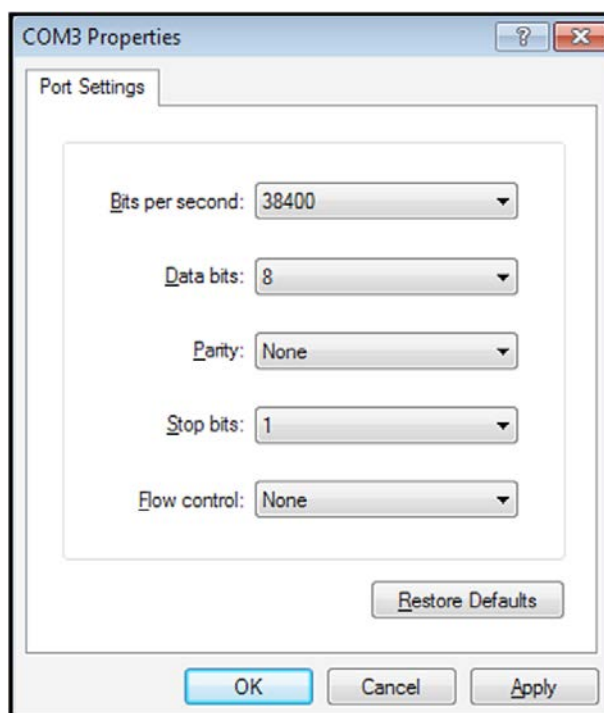 COM3 Properties
Port Settings
Bits per second: 38400
Data bits: 8
Parity: None
Stop bits: 1
Flow control: None
Restore Defaults
OK Cancel Apply